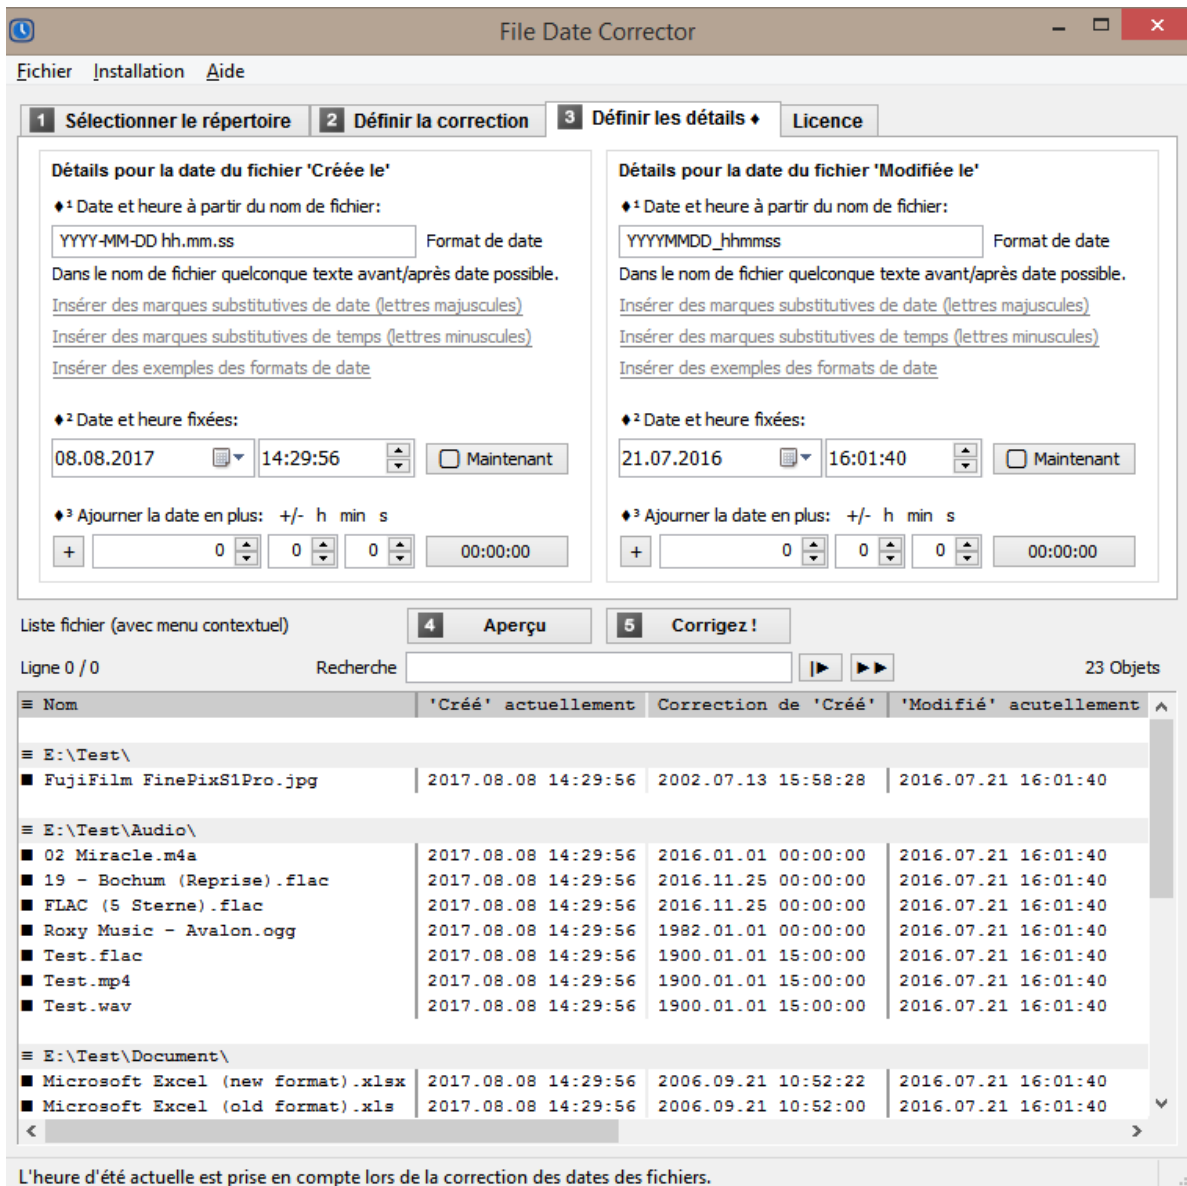 File Date Corrector
Fichier Installation Aide
1 Sélectionner le répertoire 2 Définir la correction 3 Définir les détails ♦ Licence
Détails pour la date du fichier 'Créée le'
♦¹ Date et heure à partir du nom de fichier:
YYYY-MM-DD hh.mm.ss Format de date
Dans le nom de fichier quelconque texte avant/après date possible.
Insérer des marques substitutives de date (lettres majuscules)
Insérer des marques substitutives de temps (lettres minuscules)
Insérer des exemples des formats de date
♦² Date et heure fixées:
08.08.2017 14:29:56 Maintenant
♦³ Ajourner la date en plus: +/- h min s
+ 0 0 0 00:00:00
Détails pour la date du fichier 'Modifiée le'
♦¹ Date et heure à partir du nom de fichier:
YYYYMMDD_hhmmss Format de date
Dans le nom de fichier quelconque texte avant/après date possible.
Insérer des marques substitutives de date (lettres majuscules)
Insérer des marques substitutives de temps (lettres minuscules)
Insérer des exemples des formats de date
♦² Date et heure fixées:
21.07.2016 16:01:40 Maintenant
♦³ Ajourner la date en plus: +/- h min s
+ 0 0 0 00:00:00
Liste fichier (avec menu contextuel) 4 Aperçu 5 Corrigez !
Ligne 0 / 0 Recherche 23 Objets
≡ Nom 'Créé' actuellement Correction de 'Créé' 'Modifié' acutellement
≡ E:\Test\
■ FujiFilm FinePixS1Pro.jpg 2017.08.08 14:29:56 2002.07.13 15:58:28 2016.07.21 16:01:40
≡ E:\Test\Audio\
■ 02 Miracle.m4a 2017.08.08 14:29:56 2016.01.01 00:00:00 2016.07.21 16:01:40
■ 19 - Bochum (Reprise).flac 2017.08.08 14:29:56 2016.11.25 00:00:00 2016.07.21 16:01:40
■ FLAC (5 Sterne).flac 2017.08.08 14:29:56 2016.11.25 00:00:00 2016.07.21 16:01:40
■ Roxy Music - Avalon.ogg 2017.08.08 14:29:56 1982.01.01 00:00:00 2016.07.21 16:01:40
■ Test.flac 2017.08.08 14:29:56 1900.01.01 15:00:00 2016.07.21 16:01:40
■ Test.mp4 2017.08.08 14:29:56 1900.01.01 15:00:00 2016.07.21 16:01:40
■ Test.wav 2017.08.08 14:29:56 1900.01.01 15:00:00 2016.07.21 16:01:40
≡ E:\Test\Document\
■ Microsoft Excel (new format).xlsx 2017.08.08 14:29:56 2006.09.21 10:52:22 2016.07.21 16:01:40
■ Microsoft Excel (old format).xls 2017.08.08 14:29:56 2006.09.21 10:52:00 2016.07.21 16:01:40
L'heure d'été actuelle est prise en compte lors de la correction des dates des fichiers.